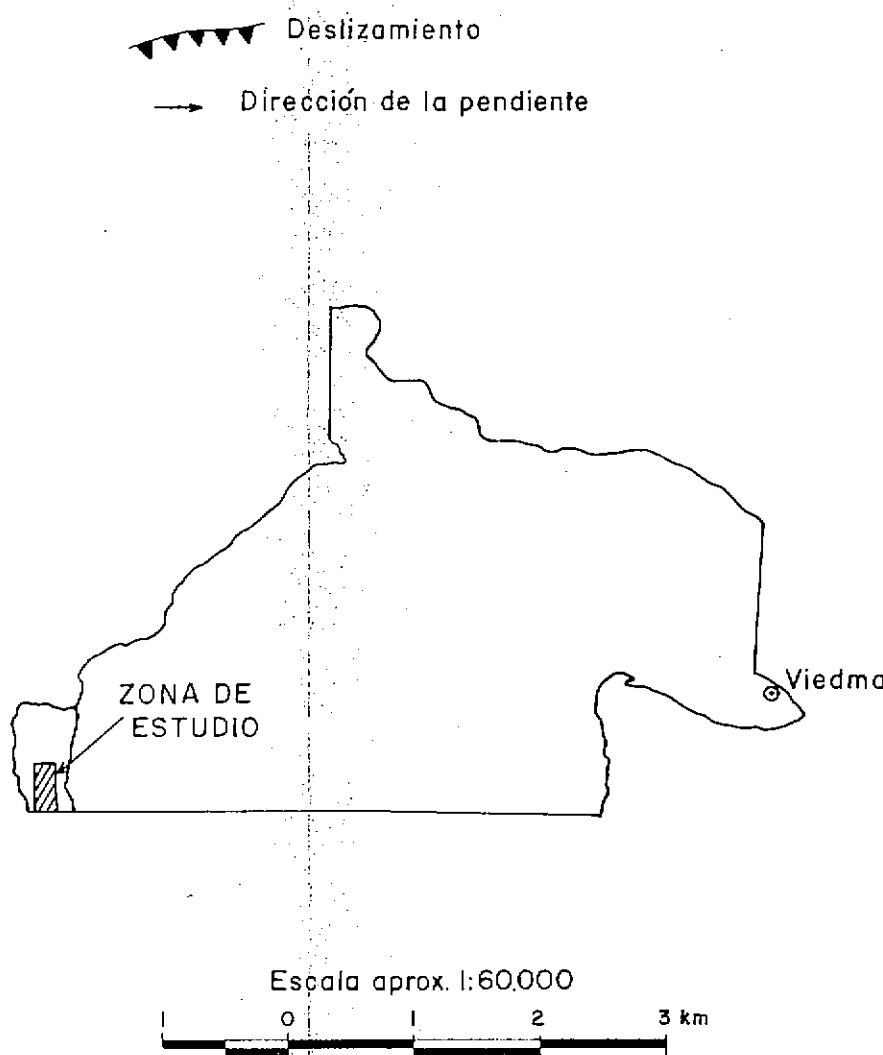 Deslizamiento
Dirección de la pendiente
Viedma
ZONA DE
ESTUDIO
Escala aprox. 1:60.000
1 0 1 2 3 km